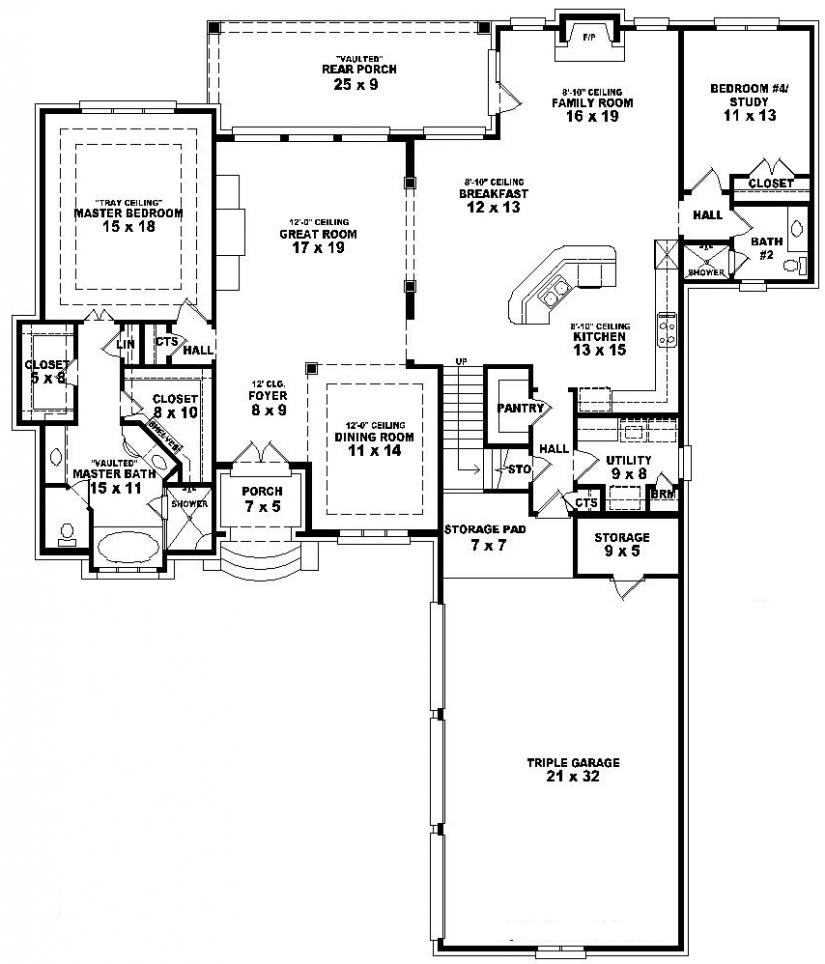 F/P
"VAULTED"
REAR PORCH
25 x 9
8'-10" CEILING
FAMILY ROOM
16 x 19
BEDROOM #4/
STUDY
11 x 13
CLOSET
"TRAY CEILING"
MASTER BEDROOM
15 x 18
12'-0" CEILING
GREAT ROOM
17 x 19
8'-10" CEILING
BREAKFAST
12 x 13
HALL
BATH
#2
SHOWER
8'-10" CEILING
KITCHEN
13 x 15
LIN
CTS
HALL
CLOSET
5 x 8
CLOSET
8 x 10
SHELVES
12' CLG.
FOYER
8 x 9
12'-0" CEILING
DINING ROOM
11 x 14
UP
PANTRY
HALL
STO
UTILITY
9 x 8
BRM
CTS
"VAULTED"
MASTER BATH
15 x 11
SHOWER
PORCH
7 x 5
STORAGE PAD
7 x 7
STORAGE
9 x 5
TRIPLE GARAGE
21 x 32